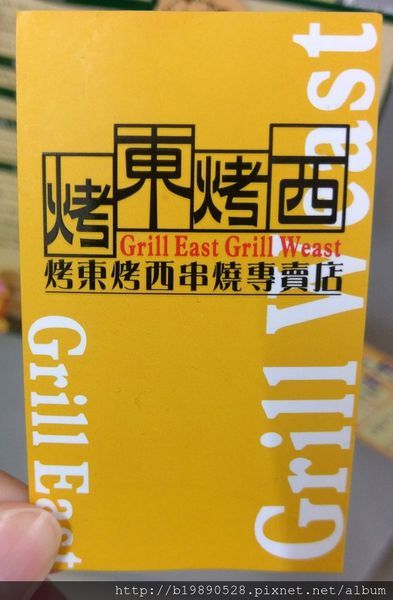 烤東烤西
Grill East Grill Weast
烤東烤西串燒專賣店
Grill Weast
Grill East
http://b19890528.pixnet.net/album